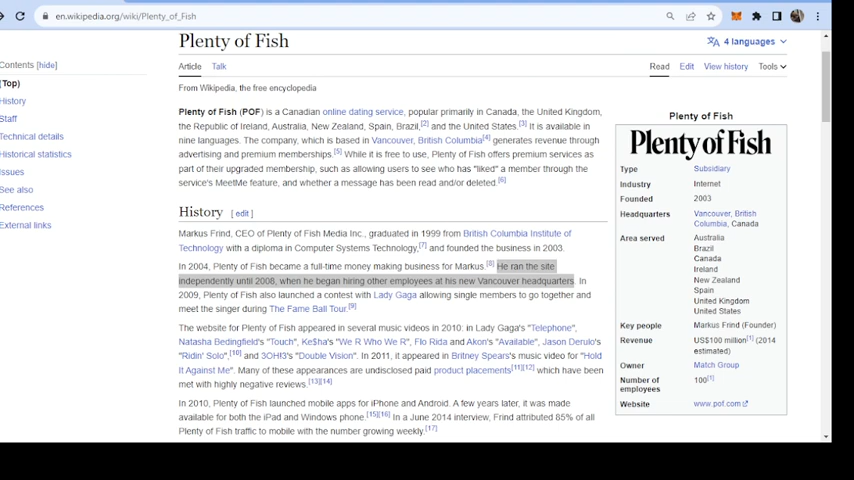 en.wikipedia.org/wiki/Plenty_of_Fish
Contents [hide]
(Top)
History
Staff
Technical details
Historical statistics
Issues
See also
References
External links
Plenty of Fish
4 languages
Article Talk
Read Edit View history Tools
From Wikipedia, the free encyclopedia
Plenty of Fish (POF) is a Canadian online dating service, popular primarily in Canada, the United Kingdom,
the Republic of Ireland, Australia, New Zealand, Spain, Brazil,[2] and the United States.[3] It is available in
nine languages. The company, which is based in Vancouver, British Columbia[4] generates revenue through
advertising and premium memberships.[5] While it is free to use, Plenty of Fish offers premium services as
part of their upgraded membership, such as allowing users to see who has "liked" a member through the
service's MeetMe feature, and whether a message has been read and/or deleted.[6]
History [ edit ]
Markus Frind, CEO of Plenty of Fish Media Inc., graduated in 1999 from British Columbia Institute of
Technology with a diploma in Computer Systems Technology,[7] and founded the business in 2003.
In 2004, Plenty of Fish became a full-time money making business for Markus.[8] He ran the site
independently until 2008, when he began hiring other employees at his new Vancouver headquarters. In
2009, Plenty of Fish also launched a contest with Lady Gaga allowing single members to go together and
meet the singer during The Fame Ball Tour.[9]
The website for Plenty of Fish appeared in several music videos in 2010: in Lady Gaga's "Telephone",
Natasha Bedingfield's "Touch", Ke$ha's "We R Who We R", Flo Rida and Akon's "Available", Jason Derulo's
"Ridin' Solo",[10] and 3OH!3's "Double Vision". In 2011, it appeared in Britney Spears's music video for "Hold
It Against Me". Many of these appearances are undisclosed paid product placements[11][12] which have been
met with highly negative reviews.[13][14]
In 2010, Plenty of Fish launched mobile apps for iPhone and Android. A few years later, it was made
available for both the iPad and Windows phone.[15][16] In a June 2014 interview, Frind attributed 85% of all
Plenty of Fish traffic to mobile with the number growing weekly.[17]
Plenty of Fish
Plenty of Fish
Type Subsidiary
Industry Internet
Founded 2003
Headquarters Vancouver, British
Columbia, Canada
Area served Australia
Brazil
Canada
Ireland
New Zealand
Spain
United Kingdom
United States
Key people Markus Frind (Founder)
Revenue US$100 million[1] (2014
estimated)
Owner Match Group
Number of 100[1]
employees
Website www.pof.com